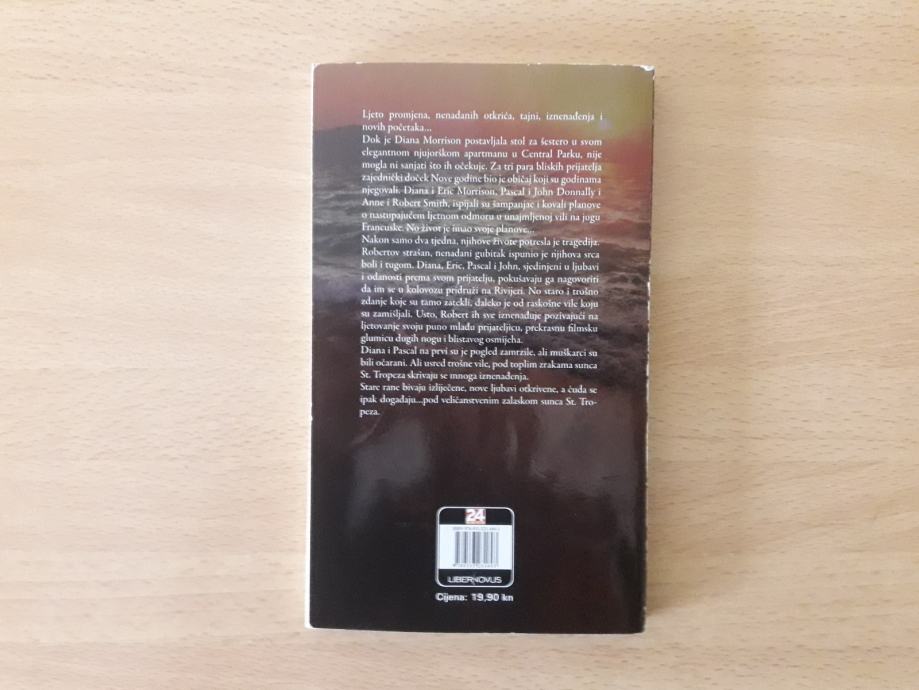 Ljeto promjena, nenadanih otkrića, tajni, iznenađenja i
novih početaka...
Dok je Diana Morrison postavljala stol za šestero u svom
elegantnom njujorškom apartmanu u Central Parku, nije
mogla ni sanjati što ih očekuje. Za tri para bliskih prijatelja
zajednički doček Nove godine bio je običaj koji su godinama
njegovali. Diana i Eric Morrison, Pascal i John Donnally i
Anne i Robert Smith, ispijali su šampanjac i kovali planove
o nastupajućem ljetnom odmoru u unajmljenoj vili na jugu
Francuske. No život je imao svoje planove...
Nakon samo dva tjedna, njihove živote potresla je tragedija.
Robertov strašan, nenadani gubitak ispunio je njihova srca
boli i tugom. Diana, Eric, Pascal i John, sjedinjeni u ljubavi
i odanosti prema svom prijatelju, pokušavaju ga nagovoriti
da im se u kolovozu pridruži na Rivijeri. No staro i trošno
zdanje koje su tamo zatekli, daleko je od raskošne vile koju
su zamišljali. Usto, Robert ih sve iznenađuje pozivajući na
ljetovanje svoju puno mlađu prijateljicu, prekrasnu filmsku
glumicu dugih nogu i blistavog osmijeha.
Diana i Pascal na prvi su je pogled zamrzile, ali muškarci su
bili očarani. Ali usred trošne vile, pod toplim zrakama sunca
St. Tropeza skrivaju se mnoga iznenađenja.
Stare rane bivaju izliječene, nove ljubavi otkrivene, a čuda se
ipak događaju...pod veličanstvenim zalaskom sunca St. Tro-
peza.
24
LIBERNOVUS
Cijena: 19,90 kn